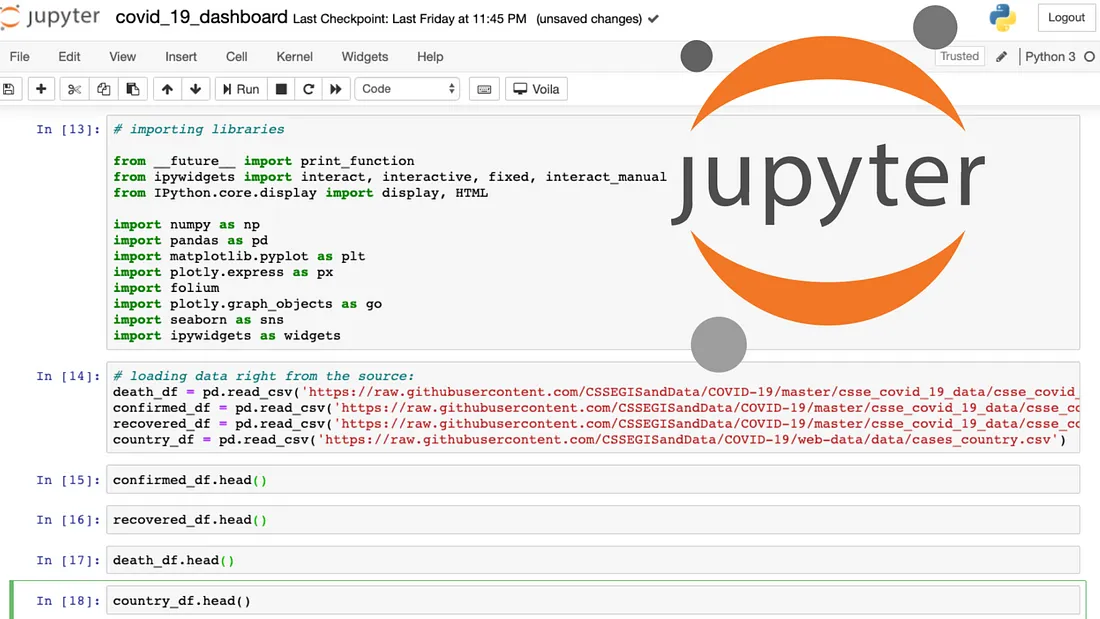 jupyter covid_19_dashboard Last Checkpoint: Last Friday at 11:45 PM (unsaved changes) Logout
File Edit View Insert Cell Kernel Widgets Help Trusted Python 3
Run Code Voila
In [13]: # importing libraries
from __future__ import print_function
from ipywidgets import interact, interactive, fixed, interact_manual
from IPython.core.display import display, HTML
import numpy as np
import pandas as pd
import matplotlib.pyplot as plt
import plotly.express as px
import folium
import plotly.graph_objects as go
import seaborn as sns
import ipywidgets as widgets
jupyter
In [14]: # loading data right from the source:
death_df = pd.read_csv('https://raw.githubusercontent.com/CSSEGISandData/COVID-19/master/csse_covid_19_data/csse_covid_
confirmed_df = pd.read_csv('https://raw.githubusercontent.com/CSSEGISandData/COVID-19/master/csse_covid_19_data/csse_co
recovered_df = pd.read_csv('https://raw.githubusercontent.com/CSSEGISandData/COVID-19/master/csse_covid_19_data/csse_co
country_df = pd.read_csv('https://raw.githubusercontent.com/CSSEGISandData/COVID-19/web-data/data/cases_country.csv')
In [15]: confirmed_df.head()
In [16]: recovered_df.head()
In [17]: death_df.head()
In [18]: country_df.head()